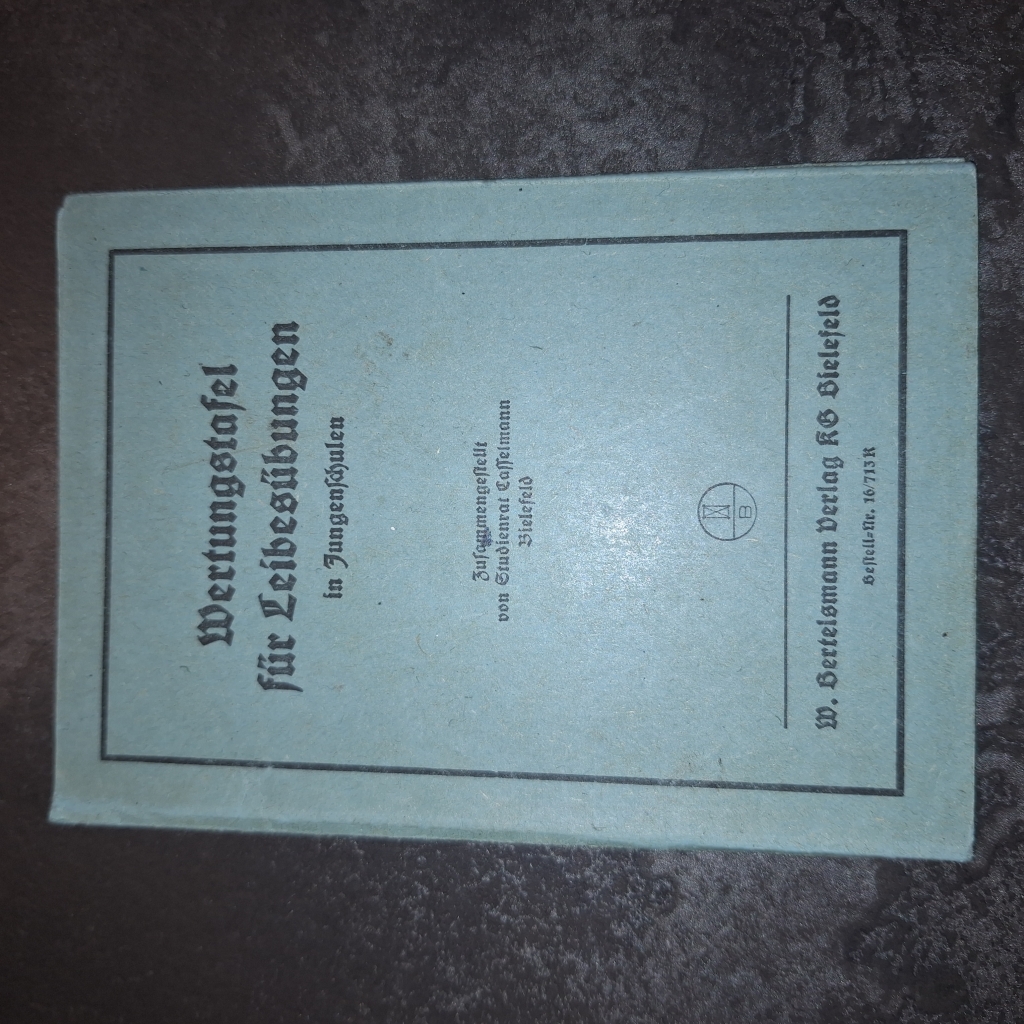 Wertungstafel
für Leibesübungen
in Jungenschulen
Zusammengestellt
von Studienrat Casselmann
Bielefeld
W
B
W. Bertelsmann Verlag KG Bielefeld
Bestell-Nr. 16/713 R